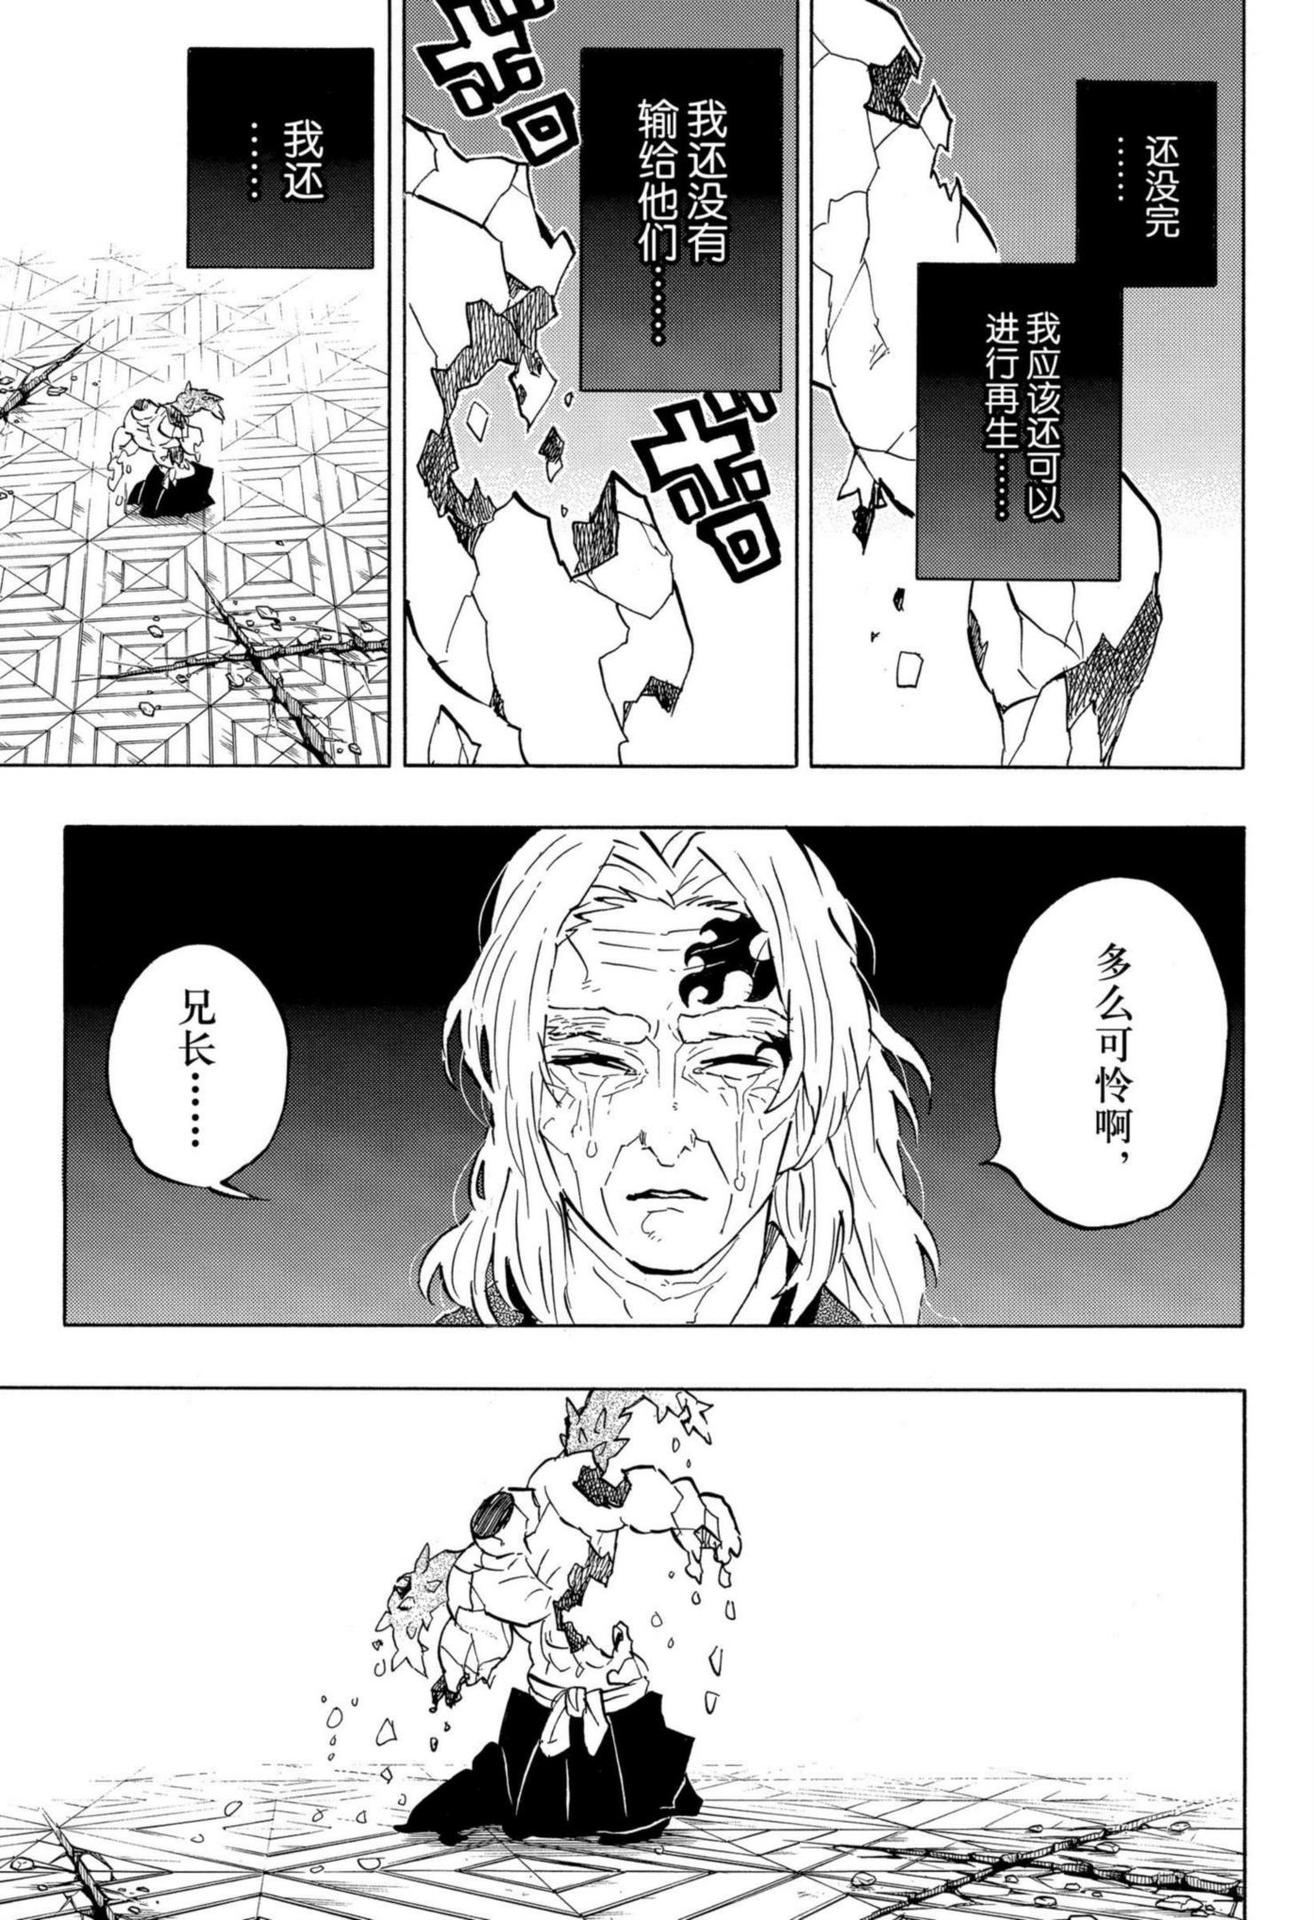 还没完
……
我应该还可以
进行再生……
我还没有
输给他们……
我还
……
多么可怜啊，
兄长……